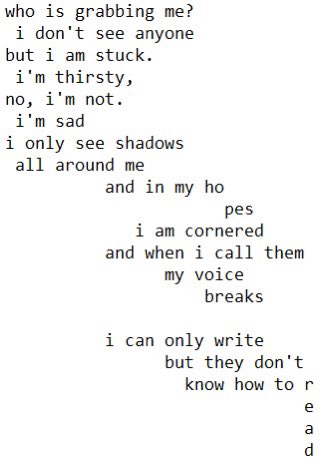 who is grabbing me?
i don't see anyone
but i am stuck.
i'm thirsty,
no, i'm not.
i'm sad
i only see shadows
all around me
and in my ho
pes
i am cornered
and when i call them
my voice
breaks
i can only write
but they don't
know how to r
e
a
d